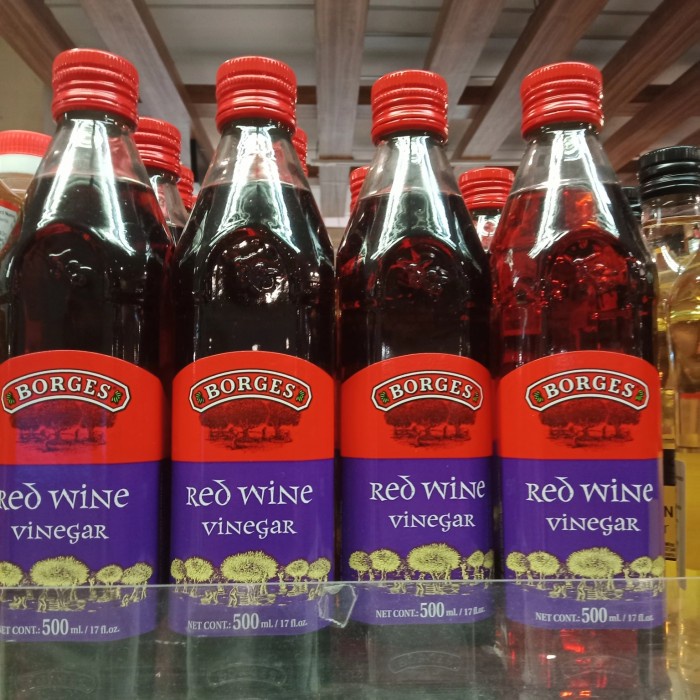 BORGES
Red wine
vinegar
NET CONT.: 500 ml. / 17 fl.oz.
BORGES
Red wine
vinegar
NET CONT.: 500 ml. / 17 fl.oz.
BORGES
Red wine
vinegar
NET CONT.: 500 ml. / 17 fl.oz.
BORGES
Red wine
vinegar
NET CONT.: 500 ml. / 17 fl.oz.